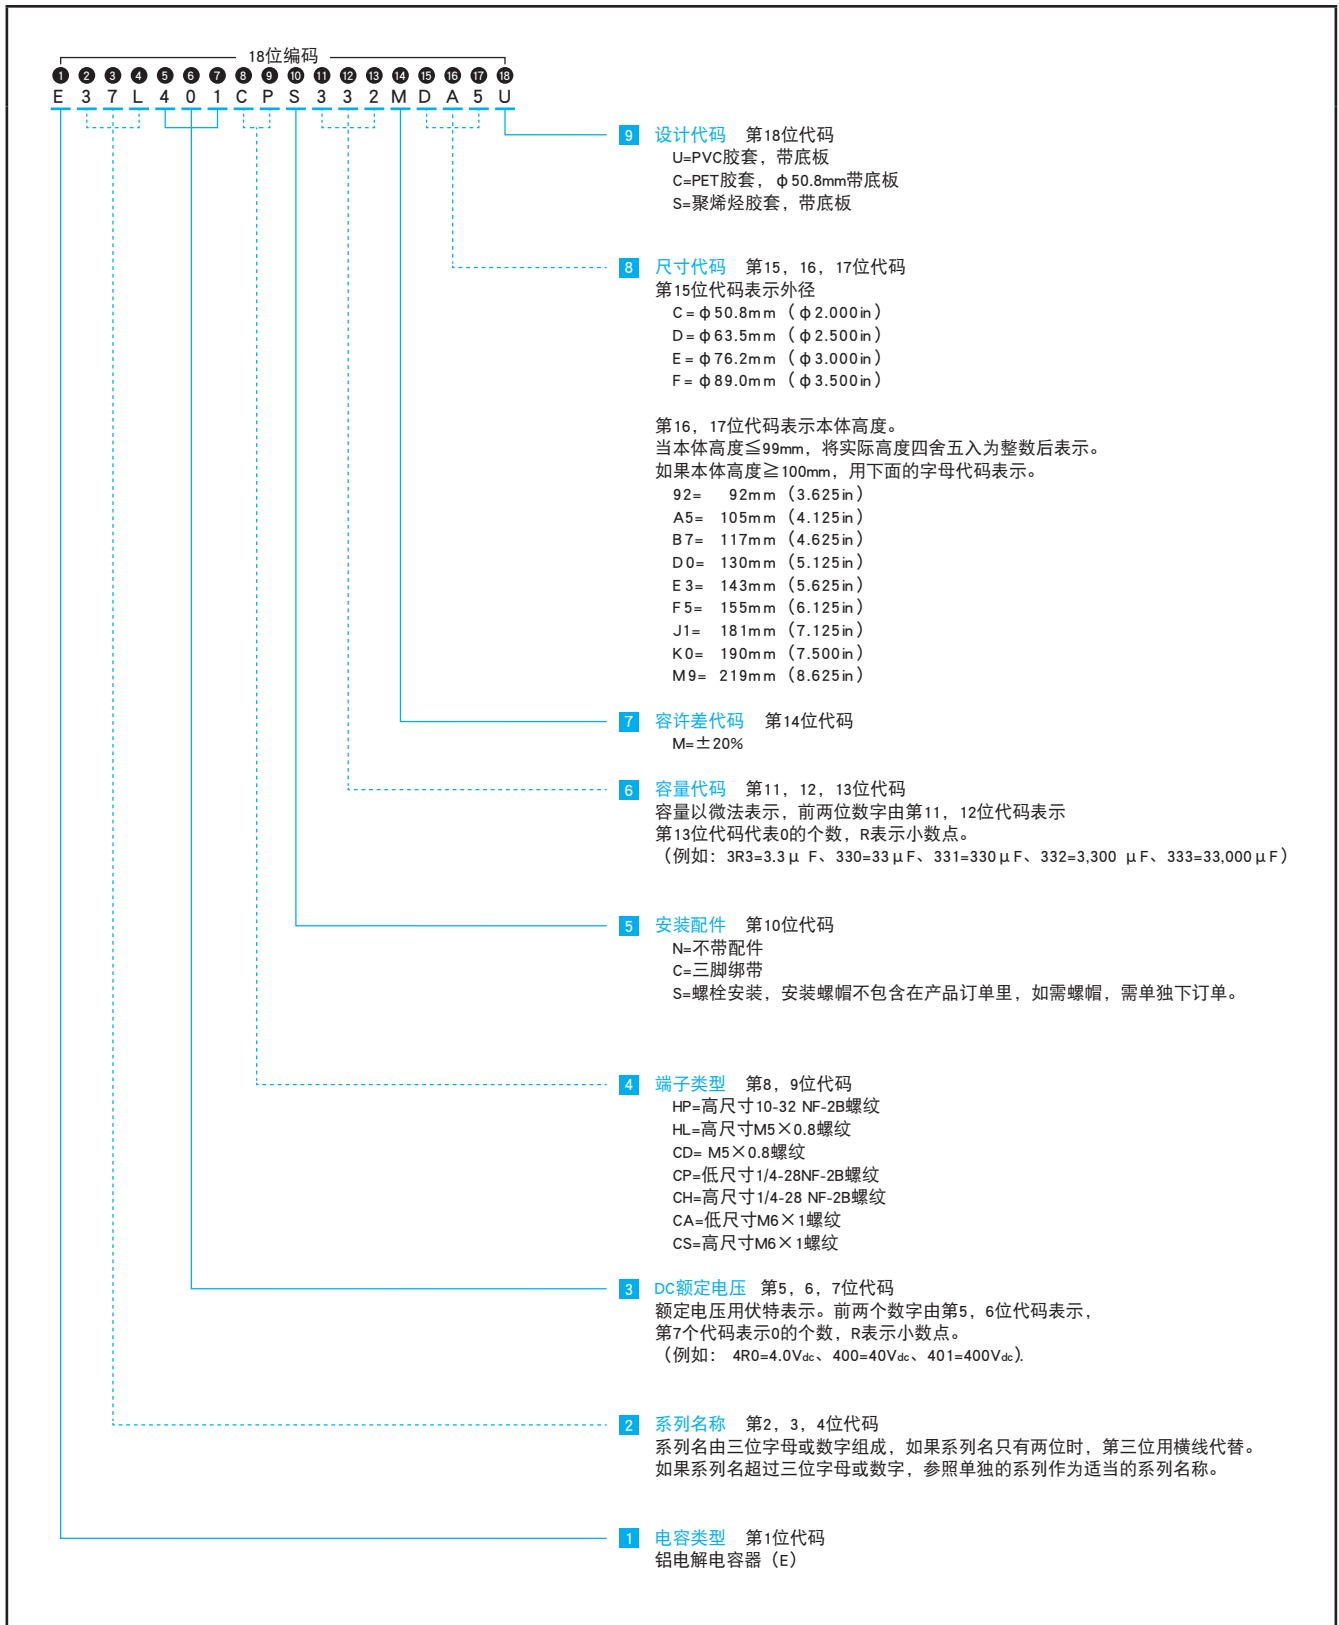 18位编码
1 2 3 4 5 6 7 8 9 10 11 12 13 14 15 16 17 18
E 3 7 L 4 0 1 C P S 3 3 2 M D A 5 U
9 设计代码 第18位代码
U=PVC胶套，带底板
C=PET胶套，φ50.8mm带底板
S=聚烯烃胶套，带底板
8 尺寸代码 第15，16，17位代码
第15位代码表示外径
C=φ50.8mm（φ2.000in）
D=φ63.5mm（φ2.500in）
E=φ76.2mm（φ3.000in）
F=φ89.0mm（φ3.500in）
第16，17位代码表示本体高度。
当本体高度≦99mm，将实际高度四舍五入为整数后表示。
如果本体高度≧100mm，用下面的字母代码表示。
92= 92mm（3.625in）
A5= 105mm（4.125in）
B7= 117mm（4.625in）
D0= 130mm（5.125in）
E3= 143mm（5.625in）
F5= 155mm（6.125in）
J1= 181mm（7.125in）
K0= 190mm（7.500in）
M9= 219mm（8.625in）
7 容许差代码 第14位代码
M=±20%
6 容量代码 第11，12，13位代码
容量以微法表示，前两位数字由第11，12位代码表示
第13位代码代表0的个数，R表示小数点。
（例如：3R3=3.3μ F、330=33μF、331=330μF、332=3,300 μF、333=33,000μF）
5 安装配件 第10位代码
N=不带配件
C=三脚绑带
S=螺栓安装，安装螺帽不包含在产品订单里，如需螺帽，需单独下订单。
4 端子类型 第8，9位代码
HP=高尺寸10-32 NF-2B螺纹
HL=高尺寸M5×0.8螺纹
CD= M5×0.8螺纹
CP=低尺寸1/4-28NF-2B螺纹
CH=高尺寸1/4-28 NF-2B螺纹
CA=低尺寸M6×1螺纹
CS=高尺寸M6×1螺纹
3 DC额定电压 第5，6，7位代码
额定电压用伏特表示。前两个数字由第5，6位代码表示，
第7个代码表示0的个数，R表示小数点。
（例如： 4R0=4.0Vdc、400=40Vdc、401=400Vdc).
2 系列名称 第2，3，4位代码
系列名由三位字母或数字组成，如果系列名只有两位时，第三位用横线代替。
如果系列名超过三位字母或数字，参照单独的系列作为适当的系列名称。
1 电容类型 第1位代码
铝电解电容器（E）